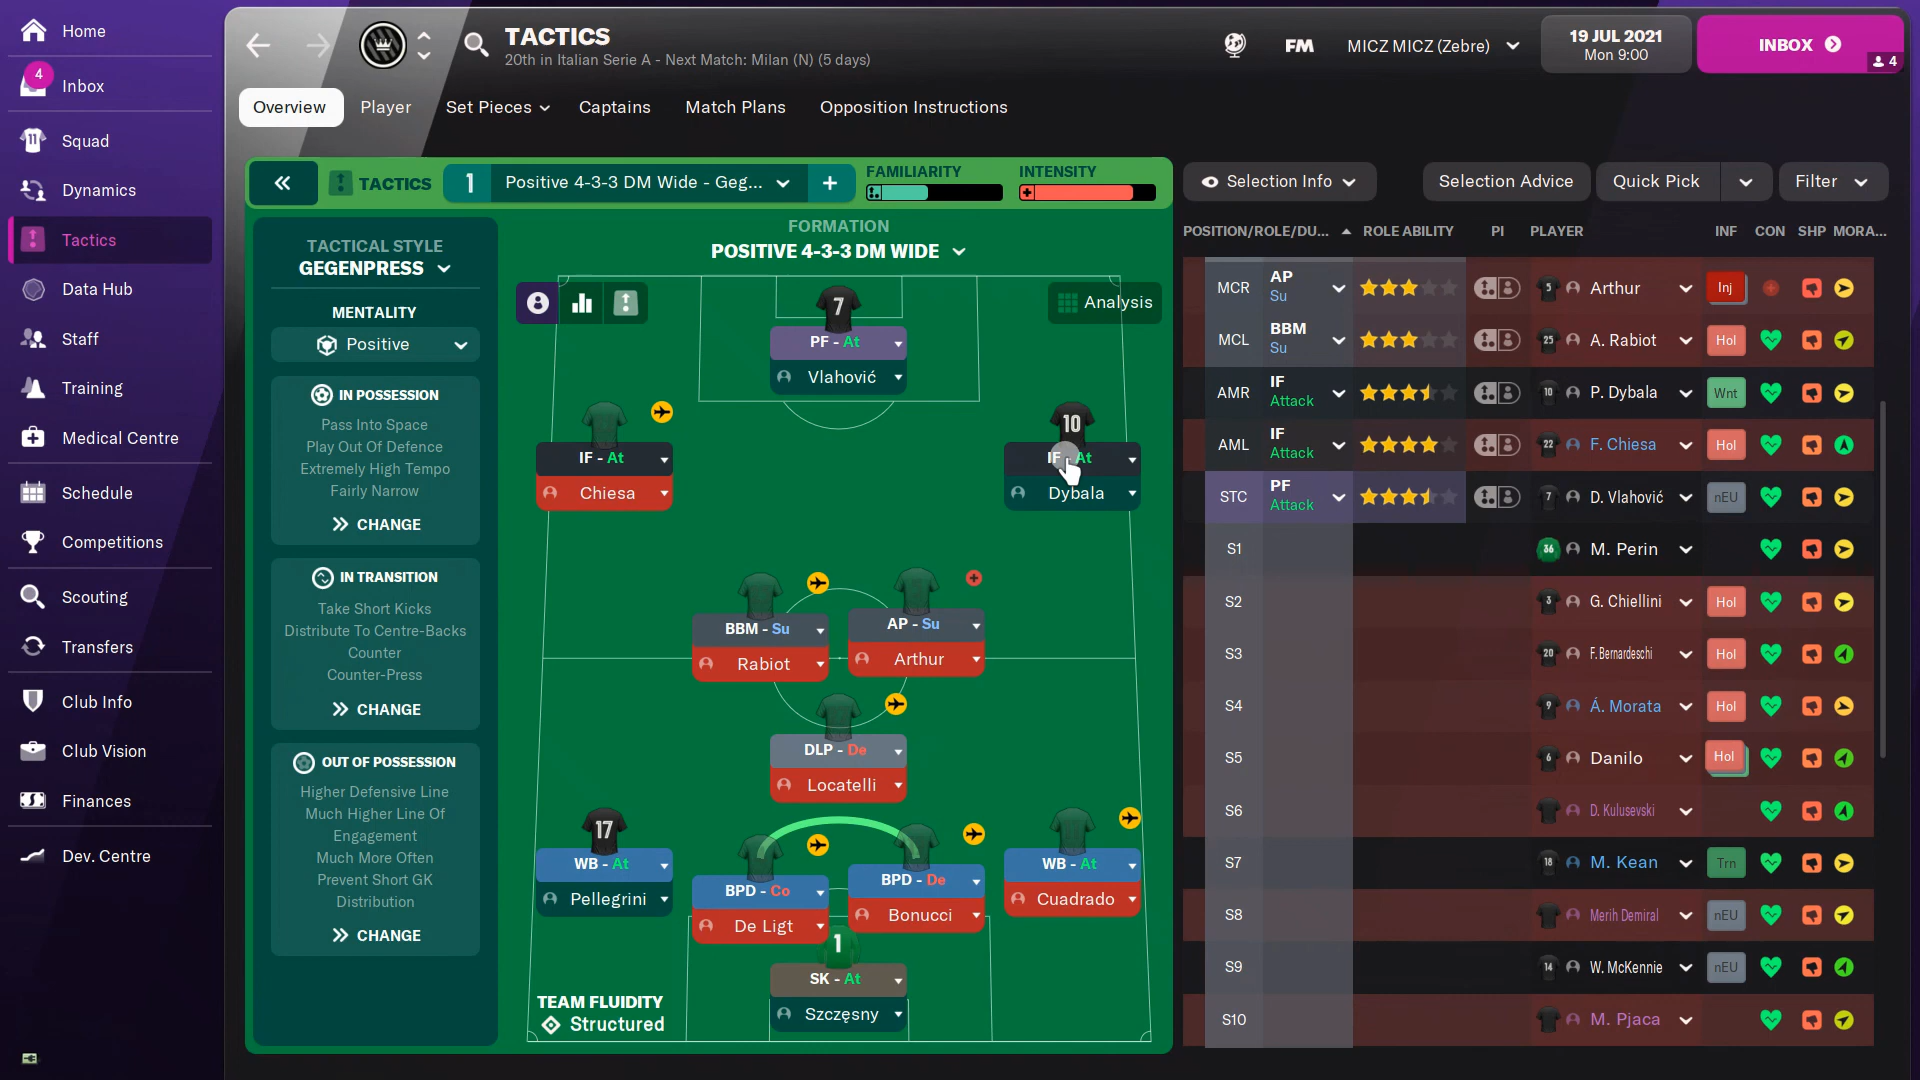 Home
4
Inbox
Squad
Dynamics
Tactics
Data Hub
Staff
Training
Medical Centre
Schedule
Competitions
Scouting
Transfers
Club Info
Club Vision
Finances
Dev. Centre
TACTICS
20th in Italian Serie A - Next Match: Milan (N) (5 days)
FM
MICZ MICZ (Zebre)
19 JUL 2021
Mon 9:00
INBOX
4
Overview
Player
Set Pieces
Captains
Match Plans
Opposition Instructions
TACTICS
1
Positive 4-3-3 DM Wide - Geg...
FAMILIARITY
INTENSITY
TACTICAL STYLE
GEGENPRESS
MENTALITY
Positive
IN POSSESSION
Pass Into Space
Play Out Of Defence
Extremely High Tempo
Fairly Narrow
CHANGE
IN TRANSITION
Take Short Kicks
Distribute To Centre-Backs
Counter
Counter-Press
CHANGE
OUT OF POSSESSION
Higher Defensive Line
Much Higher Line Of
Engagement
Much More Often
Prevent Short GK
Distribution
CHANGE
FORMATION
POSITIVE 4-3-3 DM WIDE
Analysis
7
PF - At
Vlahović
IF - At
Chiesa
10
IF - At
Dybala
BBM - Su
Rabiot
AP - Su
Arthur
DLP - De
Locatelli
17
WB - At
Pellegrini
BPD - Co
De Ligt
BPD - De
Bonucci
WB - At
Cuadrado
1
SK - At
Szczęsny
TEAM FLUIDITY
Structured
Selection Info
Selection Advice
Quick Pick
Filter
POSITION/ROLE/DU... ROLE ABILITY PI PLAYER INF CON SHP MORA...
MCR AP Su 5 Arthur Inj
MCL BBM Su 25 A. Rabiot Hol
AMR IF Attack 10 P. Dybala Wnt
AML IF Attack 22 F. Chiesa Hol
STC PF Attack 7 D. Vlahović nEU
S1 36 M. Perin
S2 3 G. Chiellini Hol
S3 20 F. Bernardeschi Hol
S4 9 Á. Morata Hol
S5 6 Danilo Hol
S6 D. Kulusevski
S7 18 M. Kean Trn
S8 Merih Demiral nEU
S9 14 W. McKennie nEU
S10 M. Pjaca